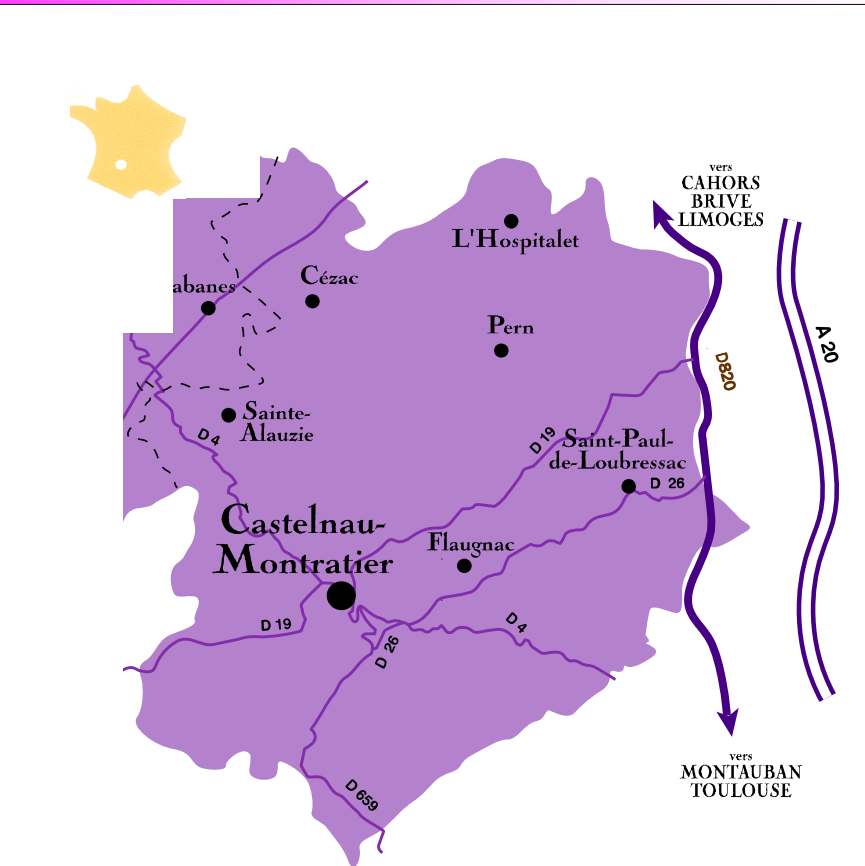 vers
CAHORS
BRIVE
LIMOGES
L'Hospitalet
Cézac
abanes
Pern
A 20
D820
Sainte-
Alauzie
D 4
D 19
Saint-Paul-
de-Loubressac
D 26
Castelnau-
Montratier
Flaugnac
D 19
D 4
D 26
vers
MONTAUBAN
TOULOUSE
D 659